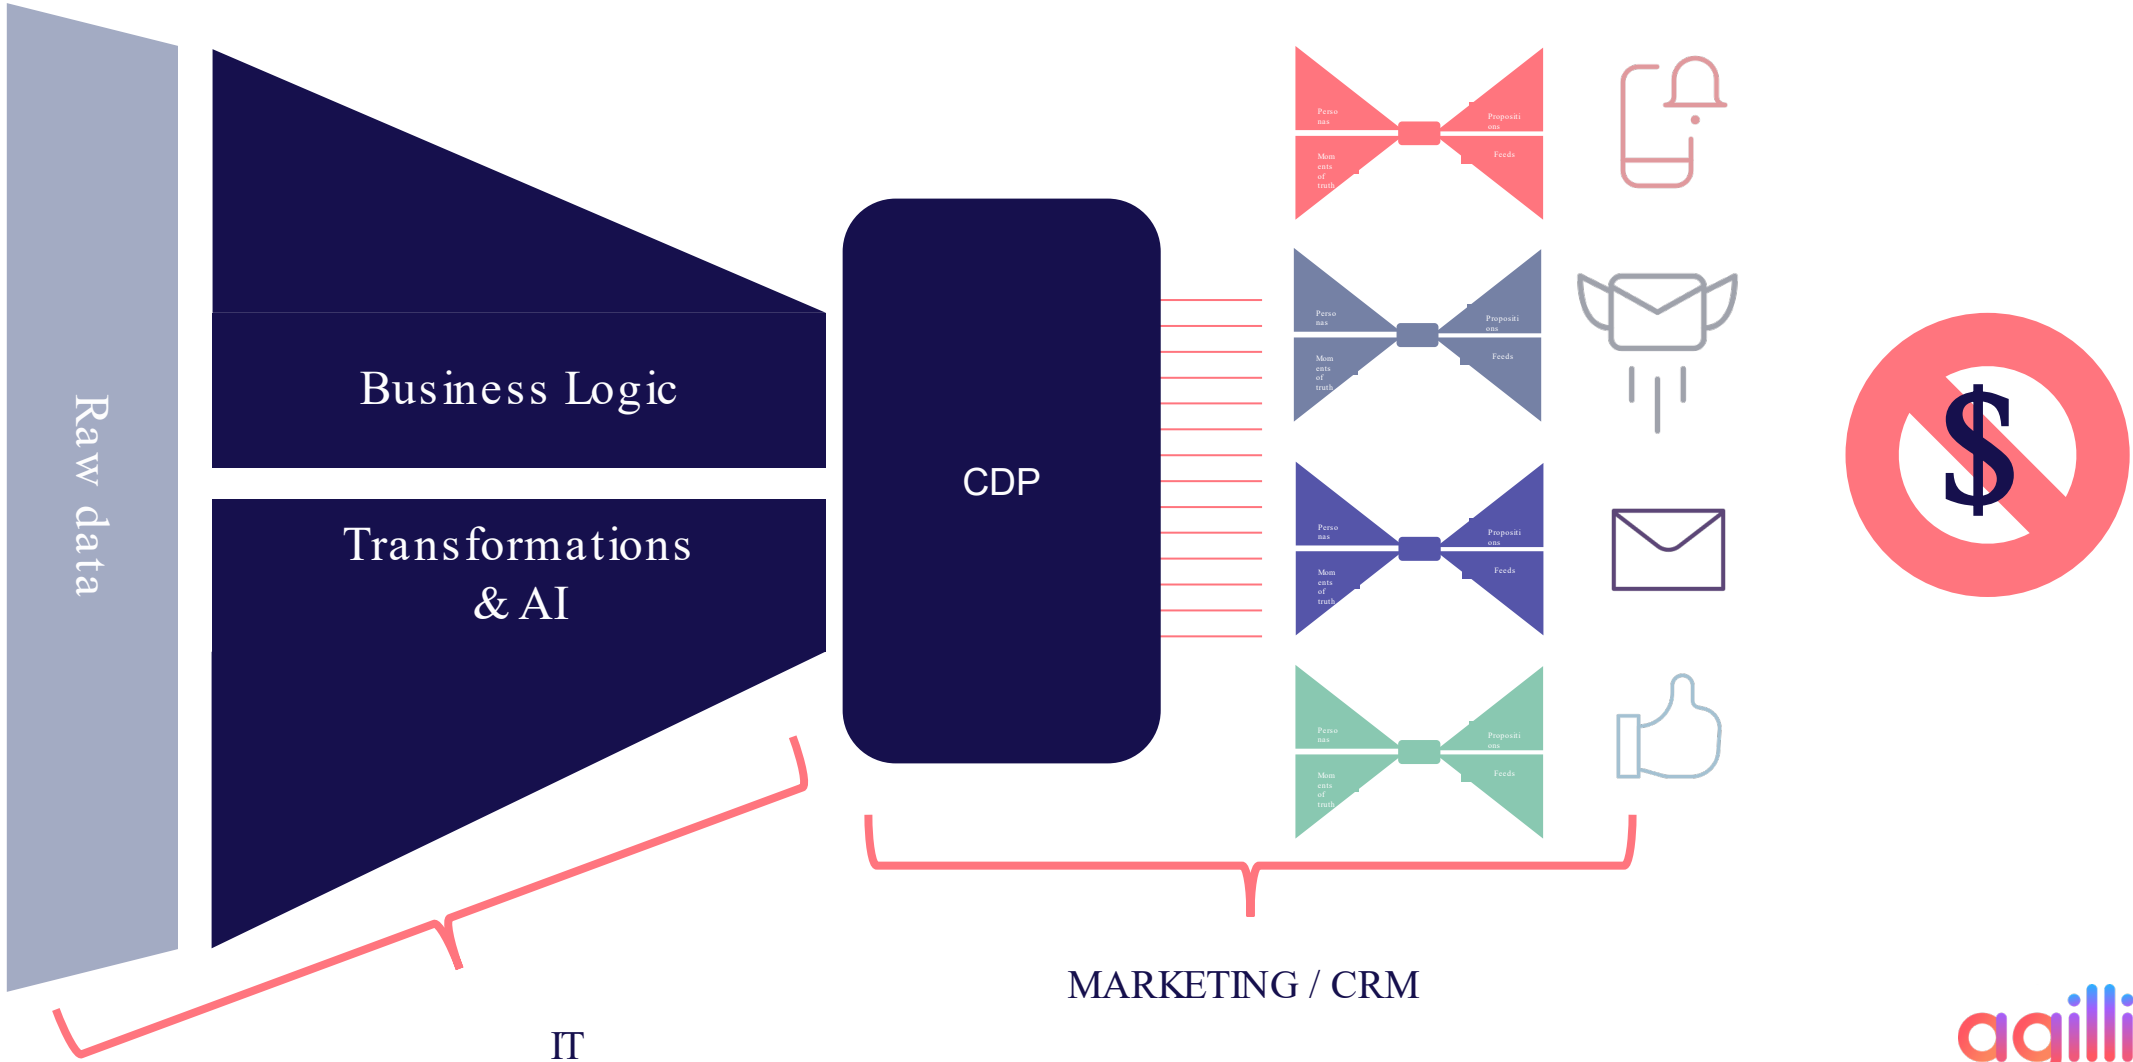 Raw data
Business Logic
Transformations
& AI
CDP
Perso
nas
Mom
ents
of
truth
Propositi
ons
Feeds
Perso
nas
Mom
ents
of
truth
Propositi
ons
Feeds
Perso
nas
Mom
ents
of
truth
Propositi
ons
Feeds
Perso
nas
Mom
ents
of
truth
Propositi
ons
Feeds
$
MARKETING / CRM
IT